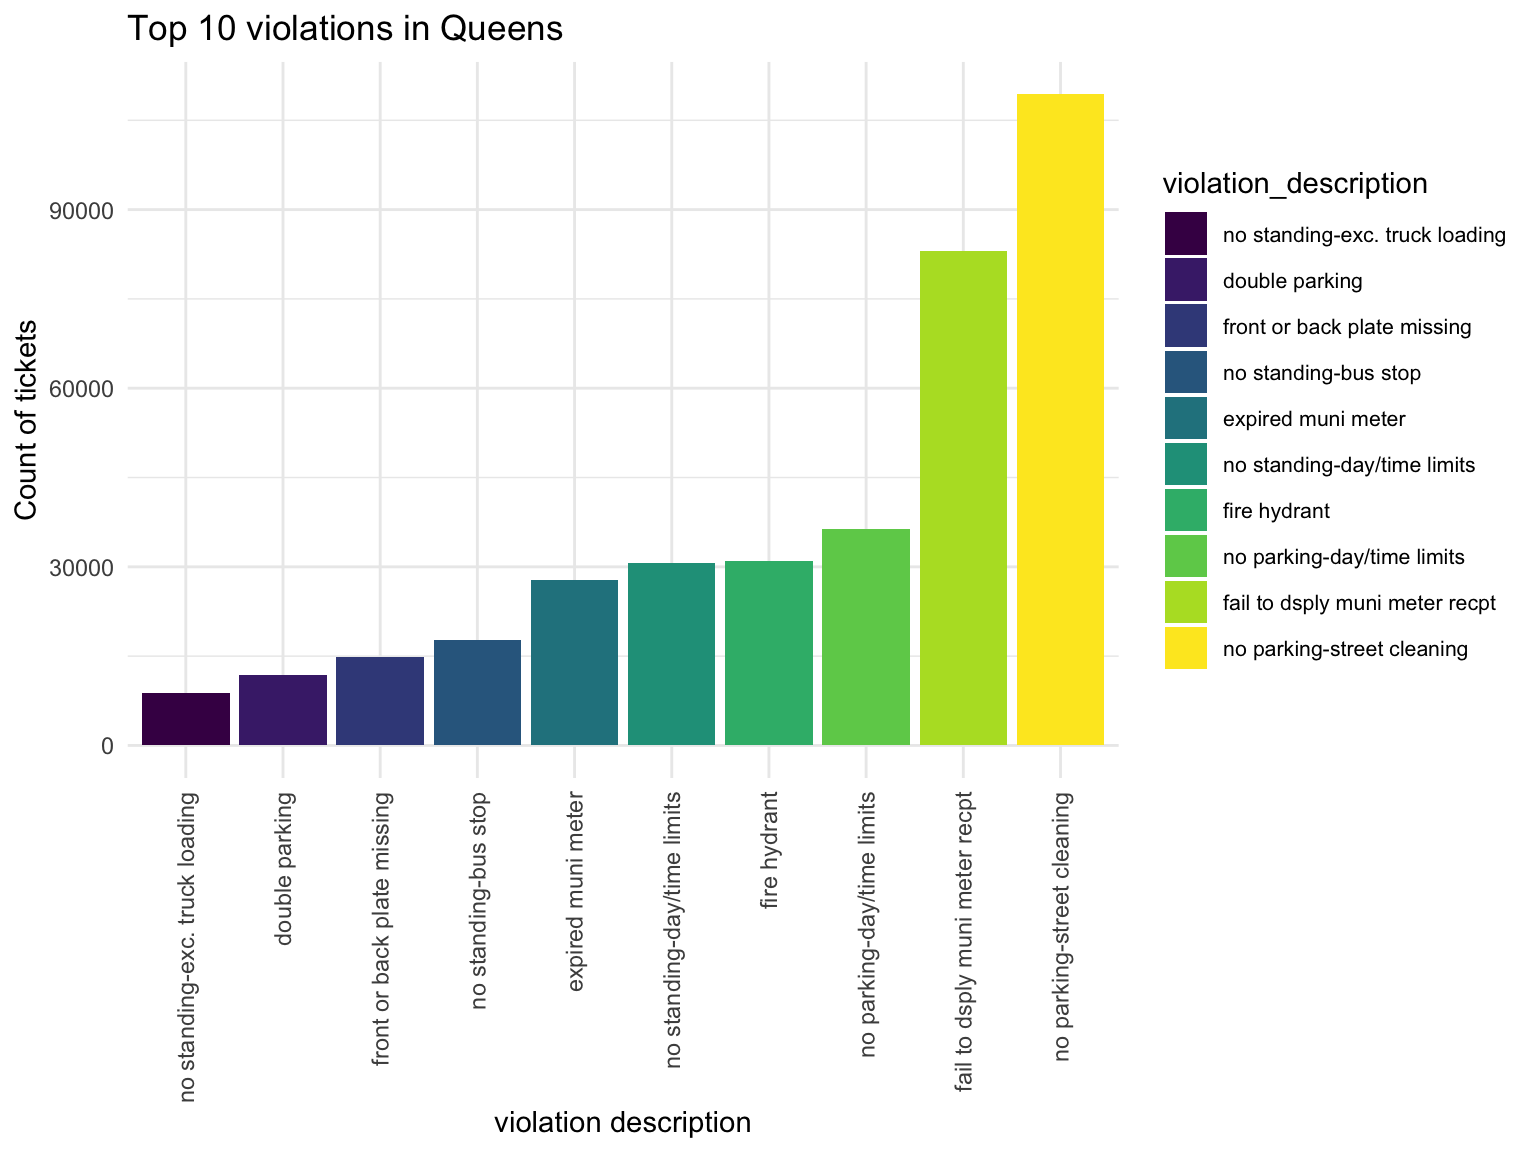 Top 10 violations in Queens
Count of tickets
90000
60000
30000
0
no standing-exc. truck loading
double parking
front or back plate missing
no standing-bus stop
expired muni meter
no standing-day/time limits
fire hydrant
no parking-day/time limits
fail to dsply muni meter recpt
no parking-street cleaning
violation description
violation_description
no standing-exc. truck loading
double parking
front or back plate missing
no standing-bus stop
expired muni meter
no standing-day/time limits
fire hydrant
no parking-day/time limits
fail to dsply muni meter recpt
no parking-street cleaning